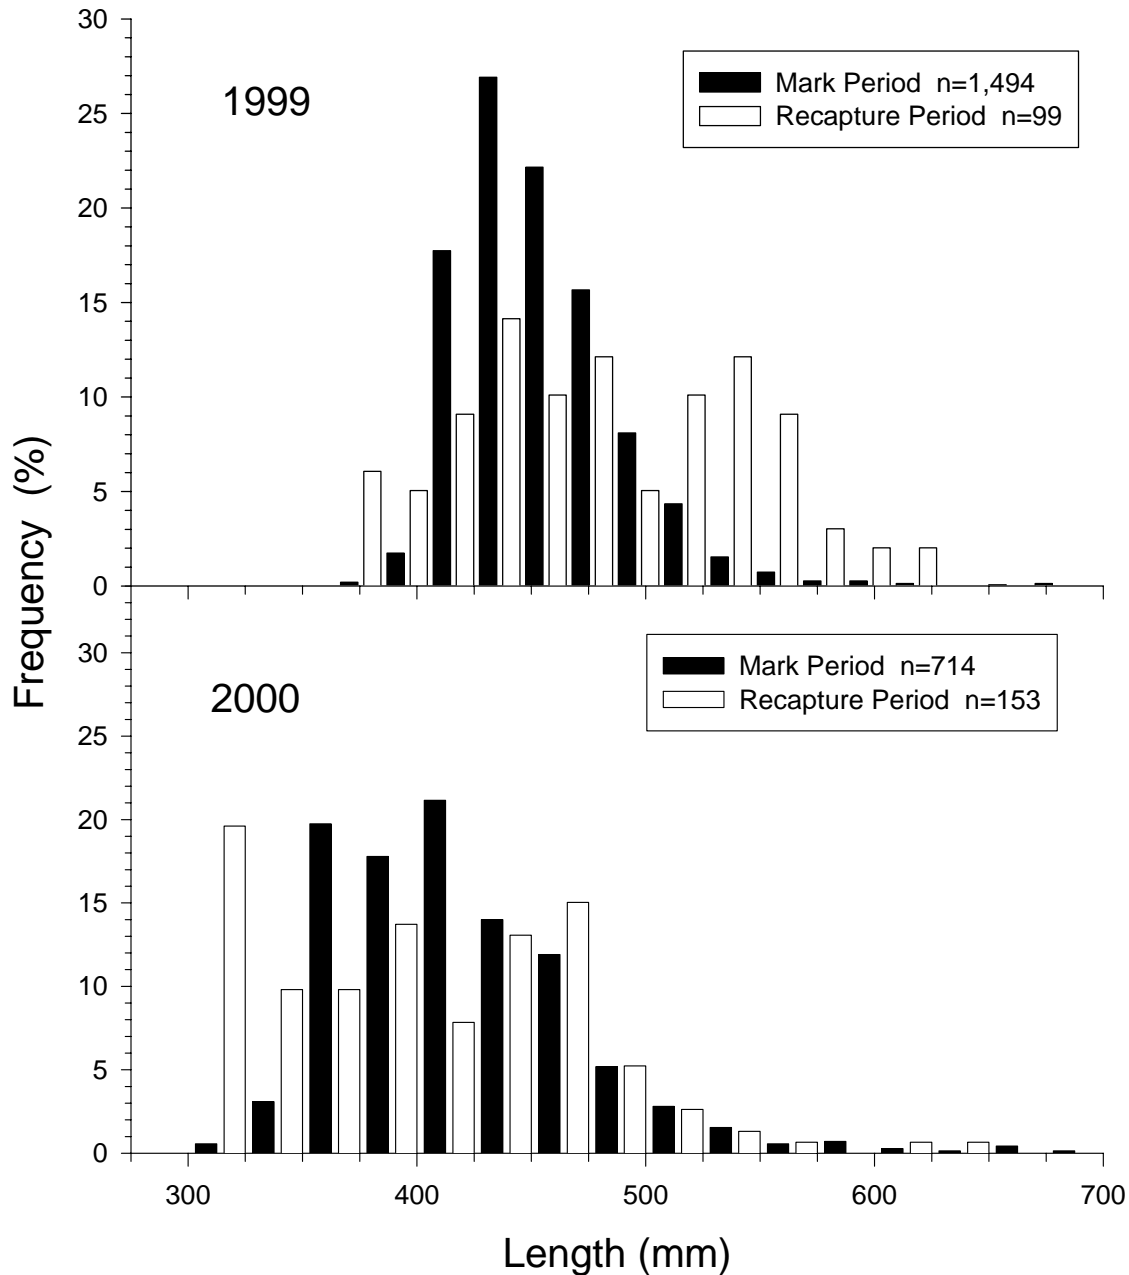 30
25
20
15
10
5
0
1999
Mark Period n=1,494
Recapture Period n=99
Frequency (%)
30
25
20
15
10
5
0
2000
Mark Period n=714
Recapture Period n=153
300 400 500 600 700
Length (mm)